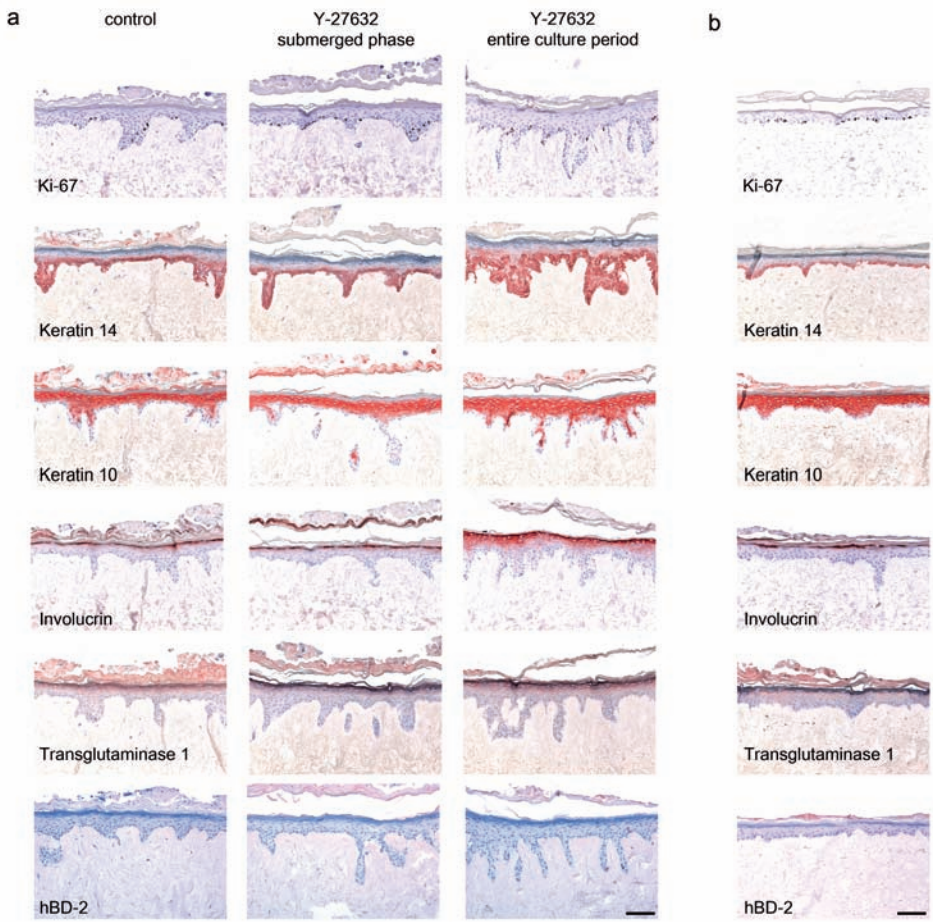 a
control
Y-27632
submerged phase
Y-27632
entire culture period
b
Ki-67
Ki-67
Keratin 14
Keratin 14
Keratin 10
Keratin 10
Involucrin
Involucrin
Transglutaminase 1
Transglutaminase 1
hBD-2
hBD-2